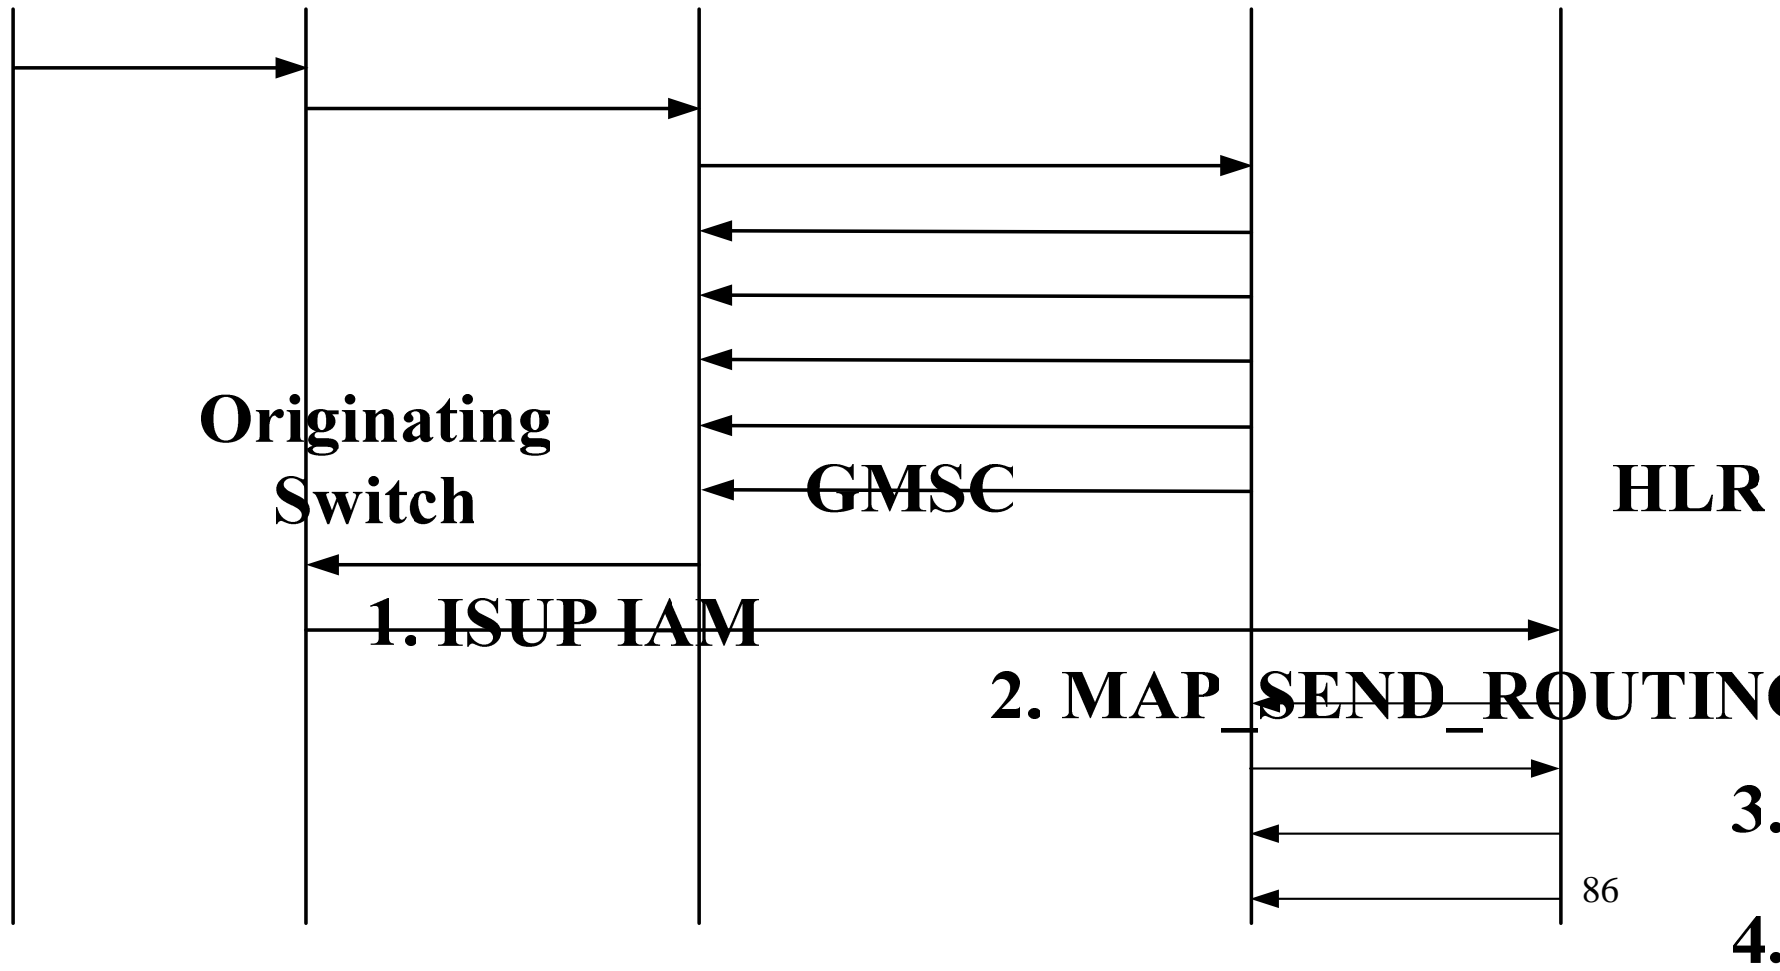 Originating
Switch
GMSC
HLR
1. ISUP IAM
2. MAP_SEND_ROUTING
3.
86
4.